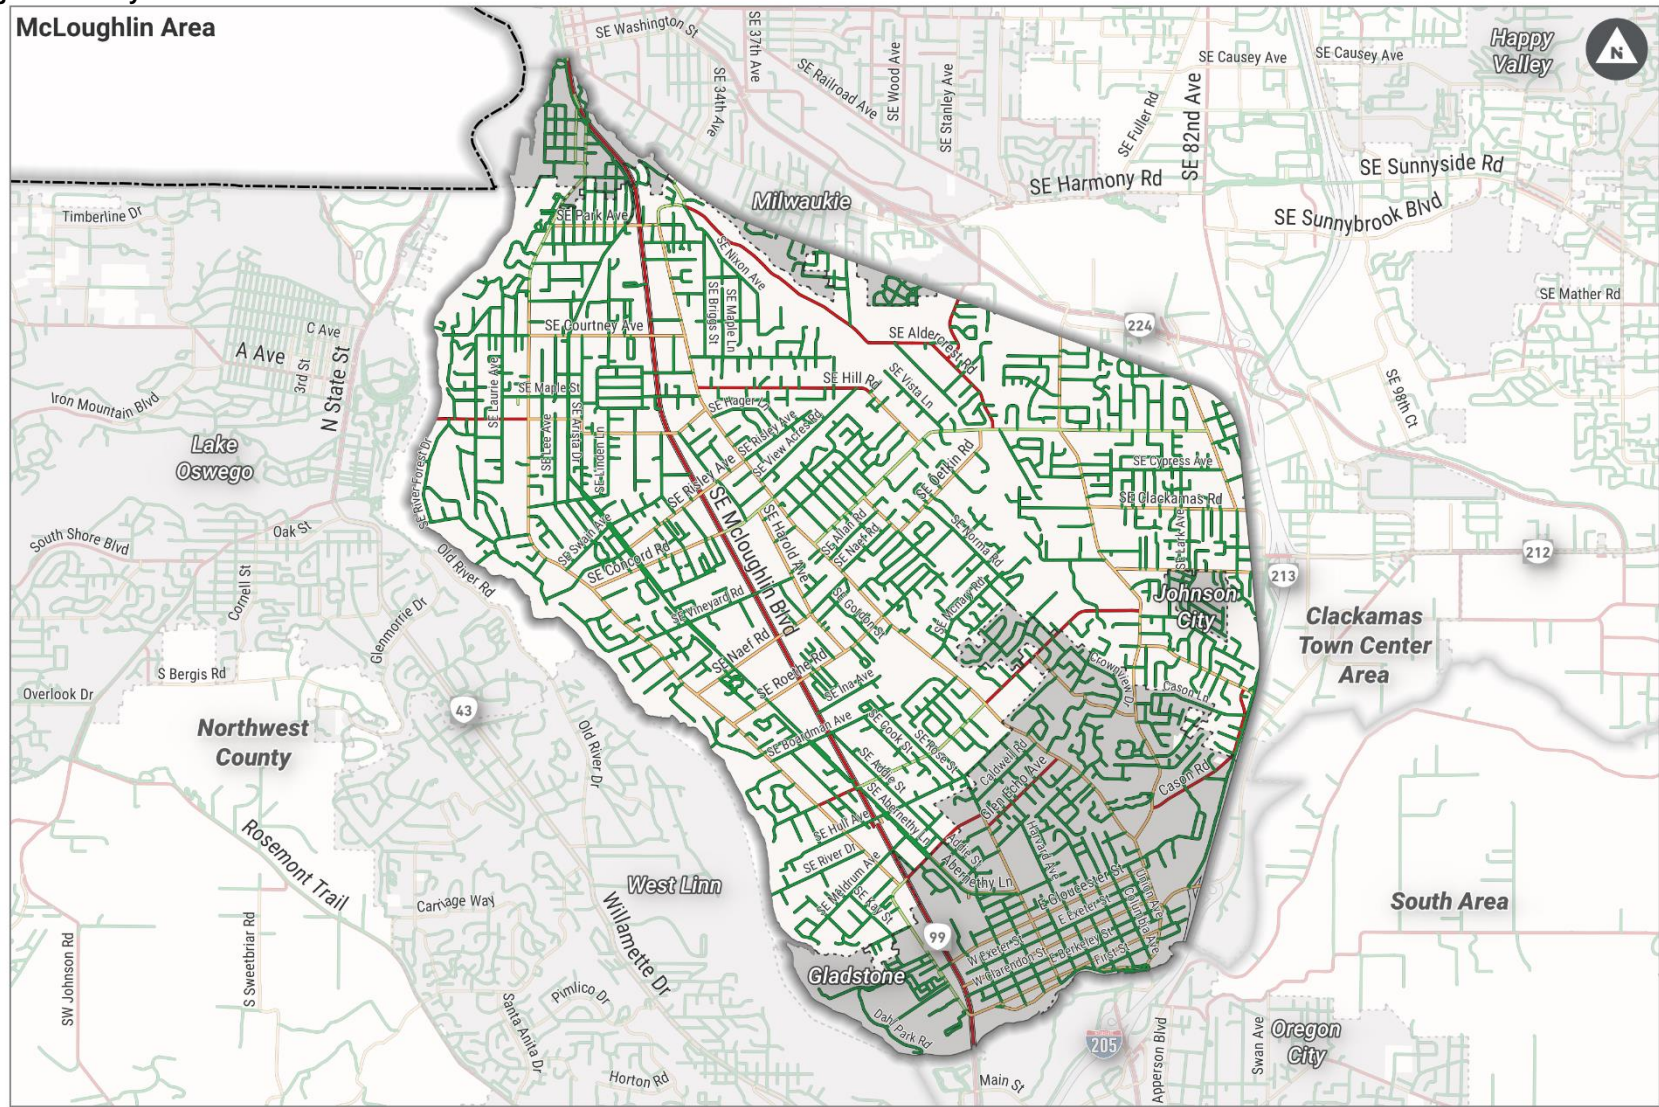 McLoughlin Area
SE Washington St
SE 37th Ave
SE Railroad Ave
SE Wood Ave
SE Stanley Ave
SE 34th Ave
SE Causey Ave
SE Causey Ave
Happy
Valley
N
SE Fuller Rd
SE 82nd Ave
SE Harmony Rd
SE Sunnyside Rd
SE Sunnybrook Blvd
Milwaukie
Timberline Dr
SE Park Ave
SE Nixon Ave
SE Mather Rd
SE Briggs St
SE Maple Ln
C Ave
A Ave
3rd St
N State St
SE Courtney Ave
SE Aldercrest Rd
224
Iron Mountain Blvd
SE Laurie Ave
SE Maple St
SE Hill Rd
SE Vista Ln
SE 98th Ct
SE Hager Dr
SE Lee Ave
SE Arista Dr
SE Linden Ln
SE Risley Ave
SE View Acres Rd
Lake
Oswego
SE River Forest Dr
SE Risley Ave
SE Oetkin Rd
SE Cypress Ave
SE Clackamas Rd
SE McLoughlin Blvd
SE Harold Ave
SE Allan Rd
SE Naef Rd
SE Norma Rd
SE Lark Ave
South Shore Blvd
Oak St
Old River Rd
SE Swain Ave
SE Concord Rd
212
213
Cornell St
Glenmorrie Dr
SE Vineyard Rd
SE Gordon St
SE Mcnary Rd
Johnson
City
Clackamas
Town Center
Area
S Bergis Rd
SE Naef Rd
SE Roethe Rd
SE Ina Ave
Crownview Dr
Cason Ln
Overlook Dr
43
Northwest
County
Old River Dr
SE Boardman Ave
SE Cook St
SE Rose St
SE Addie St
Caldwell Rd
Glen Echo Ave
Cason Rd
SE Abernethy Ln
SE Hull Ave
Rosemont Trail
SE River Dr
SE Meldrum Ave
Addie St
Abernethy Ln
Harvard Ave
E Gloucester St
Union Ave
Columbia Ave
West Linn
South Area
Carriage Way
SE Kay St
E Exeter St
Willamette Dr
99
W Exeter St
E Berkeley St
W Clarendon St
First St
SW Johnson Rd
S Sweetbriar Rd
Gladstone
Pimlico Dr
Santa Anita Dr
Dahl Park Rd
205
Apperson Blvd
Swan Ave
Oregon
City
Horton Rd
Main St